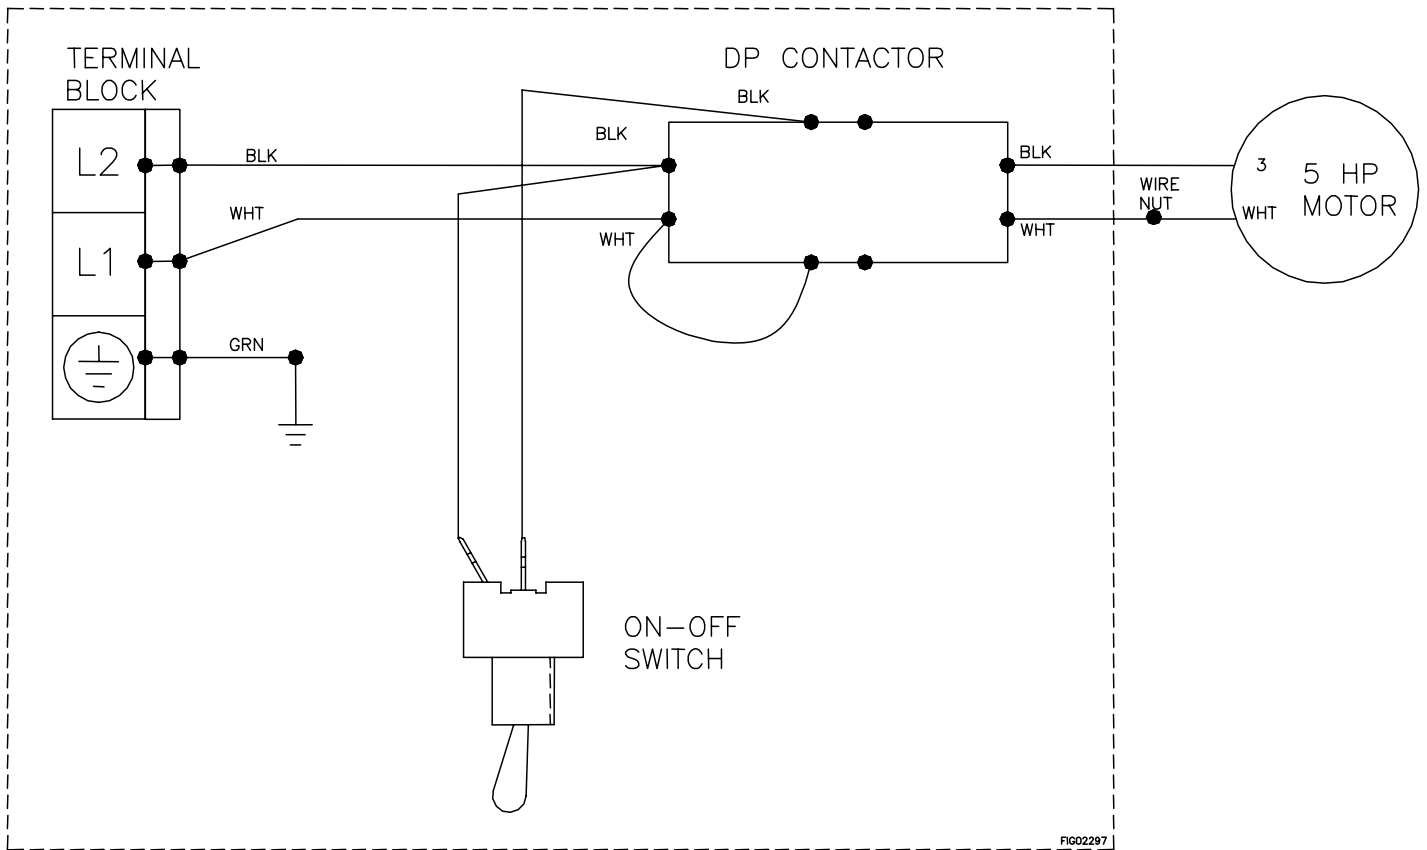 TERMINAL
BLOCK
DP CONTACTOR
BLK
BLK
L2
BLK
BLK
3
5 HP
MOTOR
WIRE
NUT
WHT
WHT
WHT
WHT
L1
GRN
ON-OFF
SWITCH
FIG02297